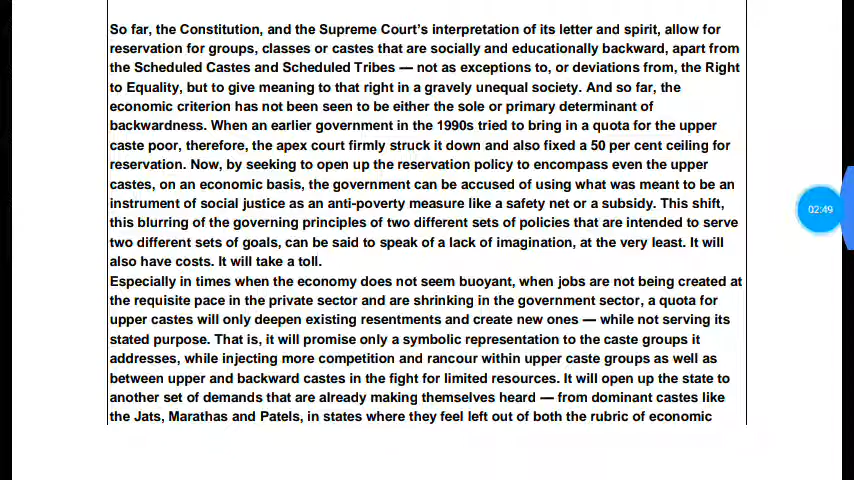 So far, the Constitution, and the Supreme Court’s interpretation of its letter and spirit, allow for
reservation for groups, classes or castes that are socially and educationally backward, apart from
the Scheduled Castes and Scheduled Tribes — not as exceptions to, or deviations from, the Right
to Equality, but to give meaning to that right in a gravely unequal society. And so far, the
economic criterion has not been seen to be either the sole or primary determinant of
backwardness. When an earlier government in the 1990s tried to bring in a quota for the upper
caste poor, therefore, the apex court firmly struck it down and also fixed a 50 per cent ceiling for
reservation. Now, by seeking to open up the reservation policy to encompass even the upper
castes, on an economic basis, the government can be accused of using what was meant to be an
instrument of social justice as an anti-poverty measure like a safety net or a subsidy. This shift,
this blurring of the governing principles of two different sets of policies that are intended to serve
two different sets of goals, can be said to speak of a lack of imagination, at the very least. It will
also have costs. It will take a toll.
Especially in times when the economy does not seem buoyant, when jobs are not being created at
the requisite pace in the private sector and are shrinking in the government sector, a quota for
upper castes will only deepen existing resentments and create new ones — while not serving its
stated purpose. That is, it will promise only a symbolic representation to the caste groups it
addresses, while injecting more competition and rancour within upper caste groups as well as
between upper and backward castes in the fight for limited resources. It will open up the state to
another set of demands that are already making themselves heard — from dominant castes like
the Jats, Marathas and Patels, in states where they feel left out of both the rubric of economic
02:49